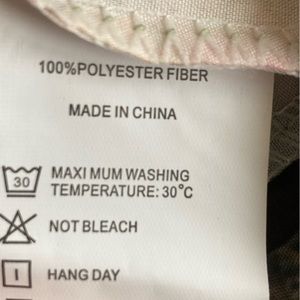 100%POLYESTER FIBER
MADE IN CHINA
30
MAXI MUM WASHING
TEMPERATURE: 30°C
NOT BLEACH
HANG DAY